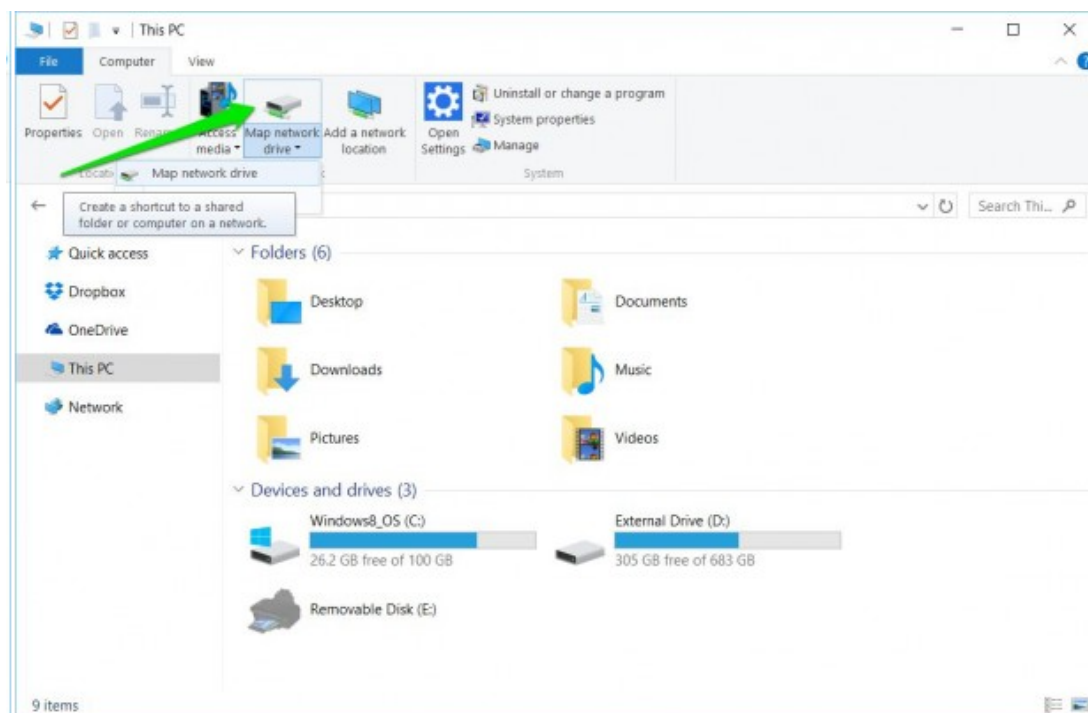 This PC
File Computer View
Properties Open Access media Map network drive Add a network location Open Settings
Uninstall or change a program
System properties
Manage
System
Map network drive
Create a shortcut to a shared
folder or computer on a network.
Search Thi...
Quick access
Dropbox
OneDrive
This PC
Network
Folders (6)
Desktop
Documents
Downloads
Music
Pictures
Videos
Devices and drives (3)
Windows8_OS (C:)
26.2 GB free of 100 GB
External Drive (D:)
305 GB free of 683 GB
Removable Disk (E:)
9 items